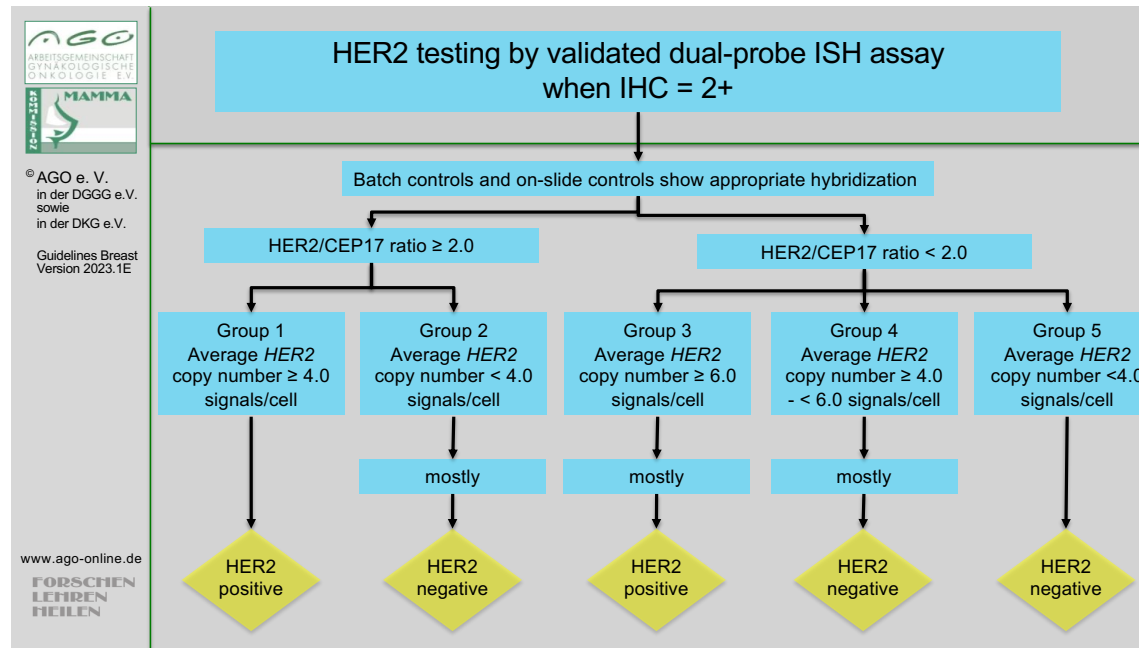 AGO
ARBEITSGEMEINSCHAFT
GYNÄKOLOGISCHE
ONKOLOGIE E.V.
KOMMISSION
MAMMA
© AGO e. V.
in der DGGG e.V.
sowie
in der DKG e.V.
Guidelines Breast
Version 2023.1E
www.ago-online.de
FORSCHEN
LEHREN
HEILEN
HER2 testing by validated dual-probe ISH assay
when IHC = 2+
Batch controls and on-slide controls show appropriate hybridization
HER2/CEP17 ratio ≥ 2.0
HER2/CEP17 ratio < 2.0
Group 1
Average HER2
copy number ≥ 4.0
signals/cell
Group 2
Average HER2
copy number < 4.0
signals/cell
Group 3
Average HER2
copy number ≥ 6.0
signals/cell
Group 4
Average HER2
copy number ≥ 4.0
- < 6.0 signals/cell
Group 5
Average HER2
copy number <4.0
signals/cell
mostly
mostly
mostly
HER2
positive
HER2
negative
HER2
positive
HER2
negative
HER2
negative